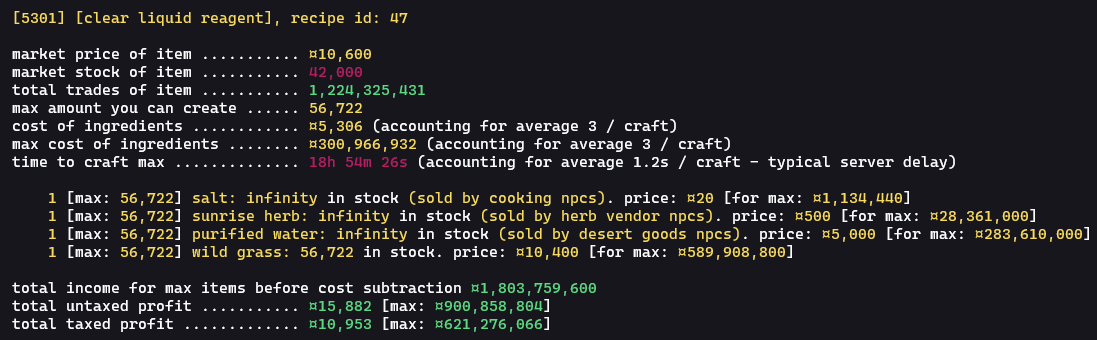 [5301] [clear liquid reagent], recipe id: 47
market price of item ........... ¤10,600
market stock of item ........... 42,000
total trades of item ........... 1,224,325,431
max amount you can create ...... 56,722
cost of ingredients ............ ¤5,306 (accounting for average 3 / craft)
max cost of ingredients ........ ¤300,966,932 (accounting for average 3 / craft)
time to craft max .............. 18h 54m 26s (accounting for average 1.2s / craft - typical server delay)
1 [max: 56,722] salt: infinity in stock (sold by cooking npcs). price: ¤20 [for max: ¤1,134,440]
1 [max: 56,722] sunrise herb: infinity in stock (sold by herb vendor npcs). price: ¤500 [for max: ¤28,361,000]
1 [max: 56,722] purified water: infinity in stock (sold by desert goods npcs). price: ¤5,000 [for max: ¤283,610,000]
1 [max: 56,722] wild grass: 56,722 in stock. price: ¤10,400 [for max: ¤589,908,800]
total income for max items before cost subtraction ¤1,803,759,600
total untaxed profit ........... ¤15,882 [max: ¤900,858,804]
total taxed profit ............. ¤10,953 [max: ¤621,276,066]